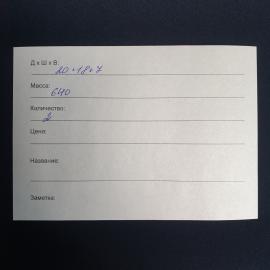 Д х Ш х В:
20*18*7
Масса:
640
Количество:
2
Цена:
Название:
Заметка: